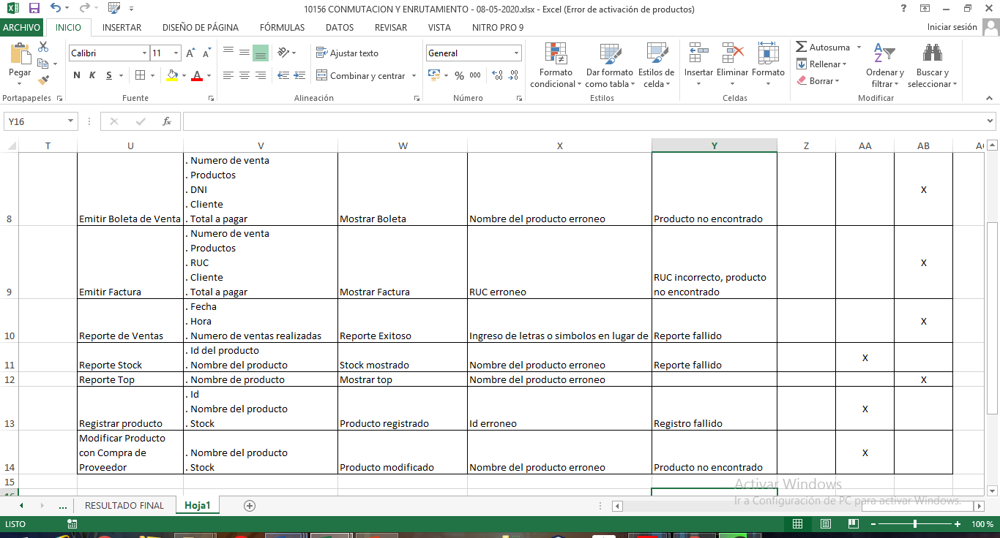 10156 CONMUTACION Y ENRUTAMIENTO - 08-05-2020.xlsx - Excel (Error de activación de productos)
ARCHIVO INICIO INSERTAR DISEÑO DE PÁGINA FÓRMULAS DATOS REVISAR VISTA NITRO PRO 9 Iniciar sesión
Pegar
Portapapeles
Calibri 11
N K S
Fuente
Ajustar texto
Combinar y centrar
Alineación
General
% 000
Número
Formato condicional
Dar formato como tabla
Estilos de celda
Estilos
Insertar Eliminar Formato
Celdas
Autosuma
Rellenar
Borrar
Ordenar y filtrar
Buscar y seleccionar
Modificar
Y16
T U V W X Y Z AA AB
. Numero de venta
. Productos
. DNI X
. Cliente
8 Emitir Boleta de Venta . Total a pagar Mostrar Boleta Nombre del producto erroneo Producto no encontrado
. Numero de venta
. Productos
. RUC X
. Cliente RUC incorrecto, producto
9 Emitir Factura . Total a pagar Mostrar Factura RUC erroneo no encontrado
. Fecha
. Hora X
10 Reporte de Ventas . Numero de ventas realizadas Reporte Exitoso Ingreso de letras o simbolos en lugar de Reporte fallido
. Id del producto X
11 Reporte Stock . Nombre del producto Stock mostrado Nombre del producto erroneo Reporte fallido
12 Reporte Top . Nombre de producto Mostrar top Nombre del producto erroneo X
. Id
. Nombre del producto X
13 Registrar producto . Stock Producto registrado Id erroneo Registro fallido
Modificar Producto
con Compra de . Nombre del producto X
14 Proveedor . Stock Producto modificado Nombre del producto erroneo Producto no encontrado
15
Activar Windows
Ir a Configuración de PC para activar Windows.
... RESULTADO FINAL Hoja1
LISTO 100 %